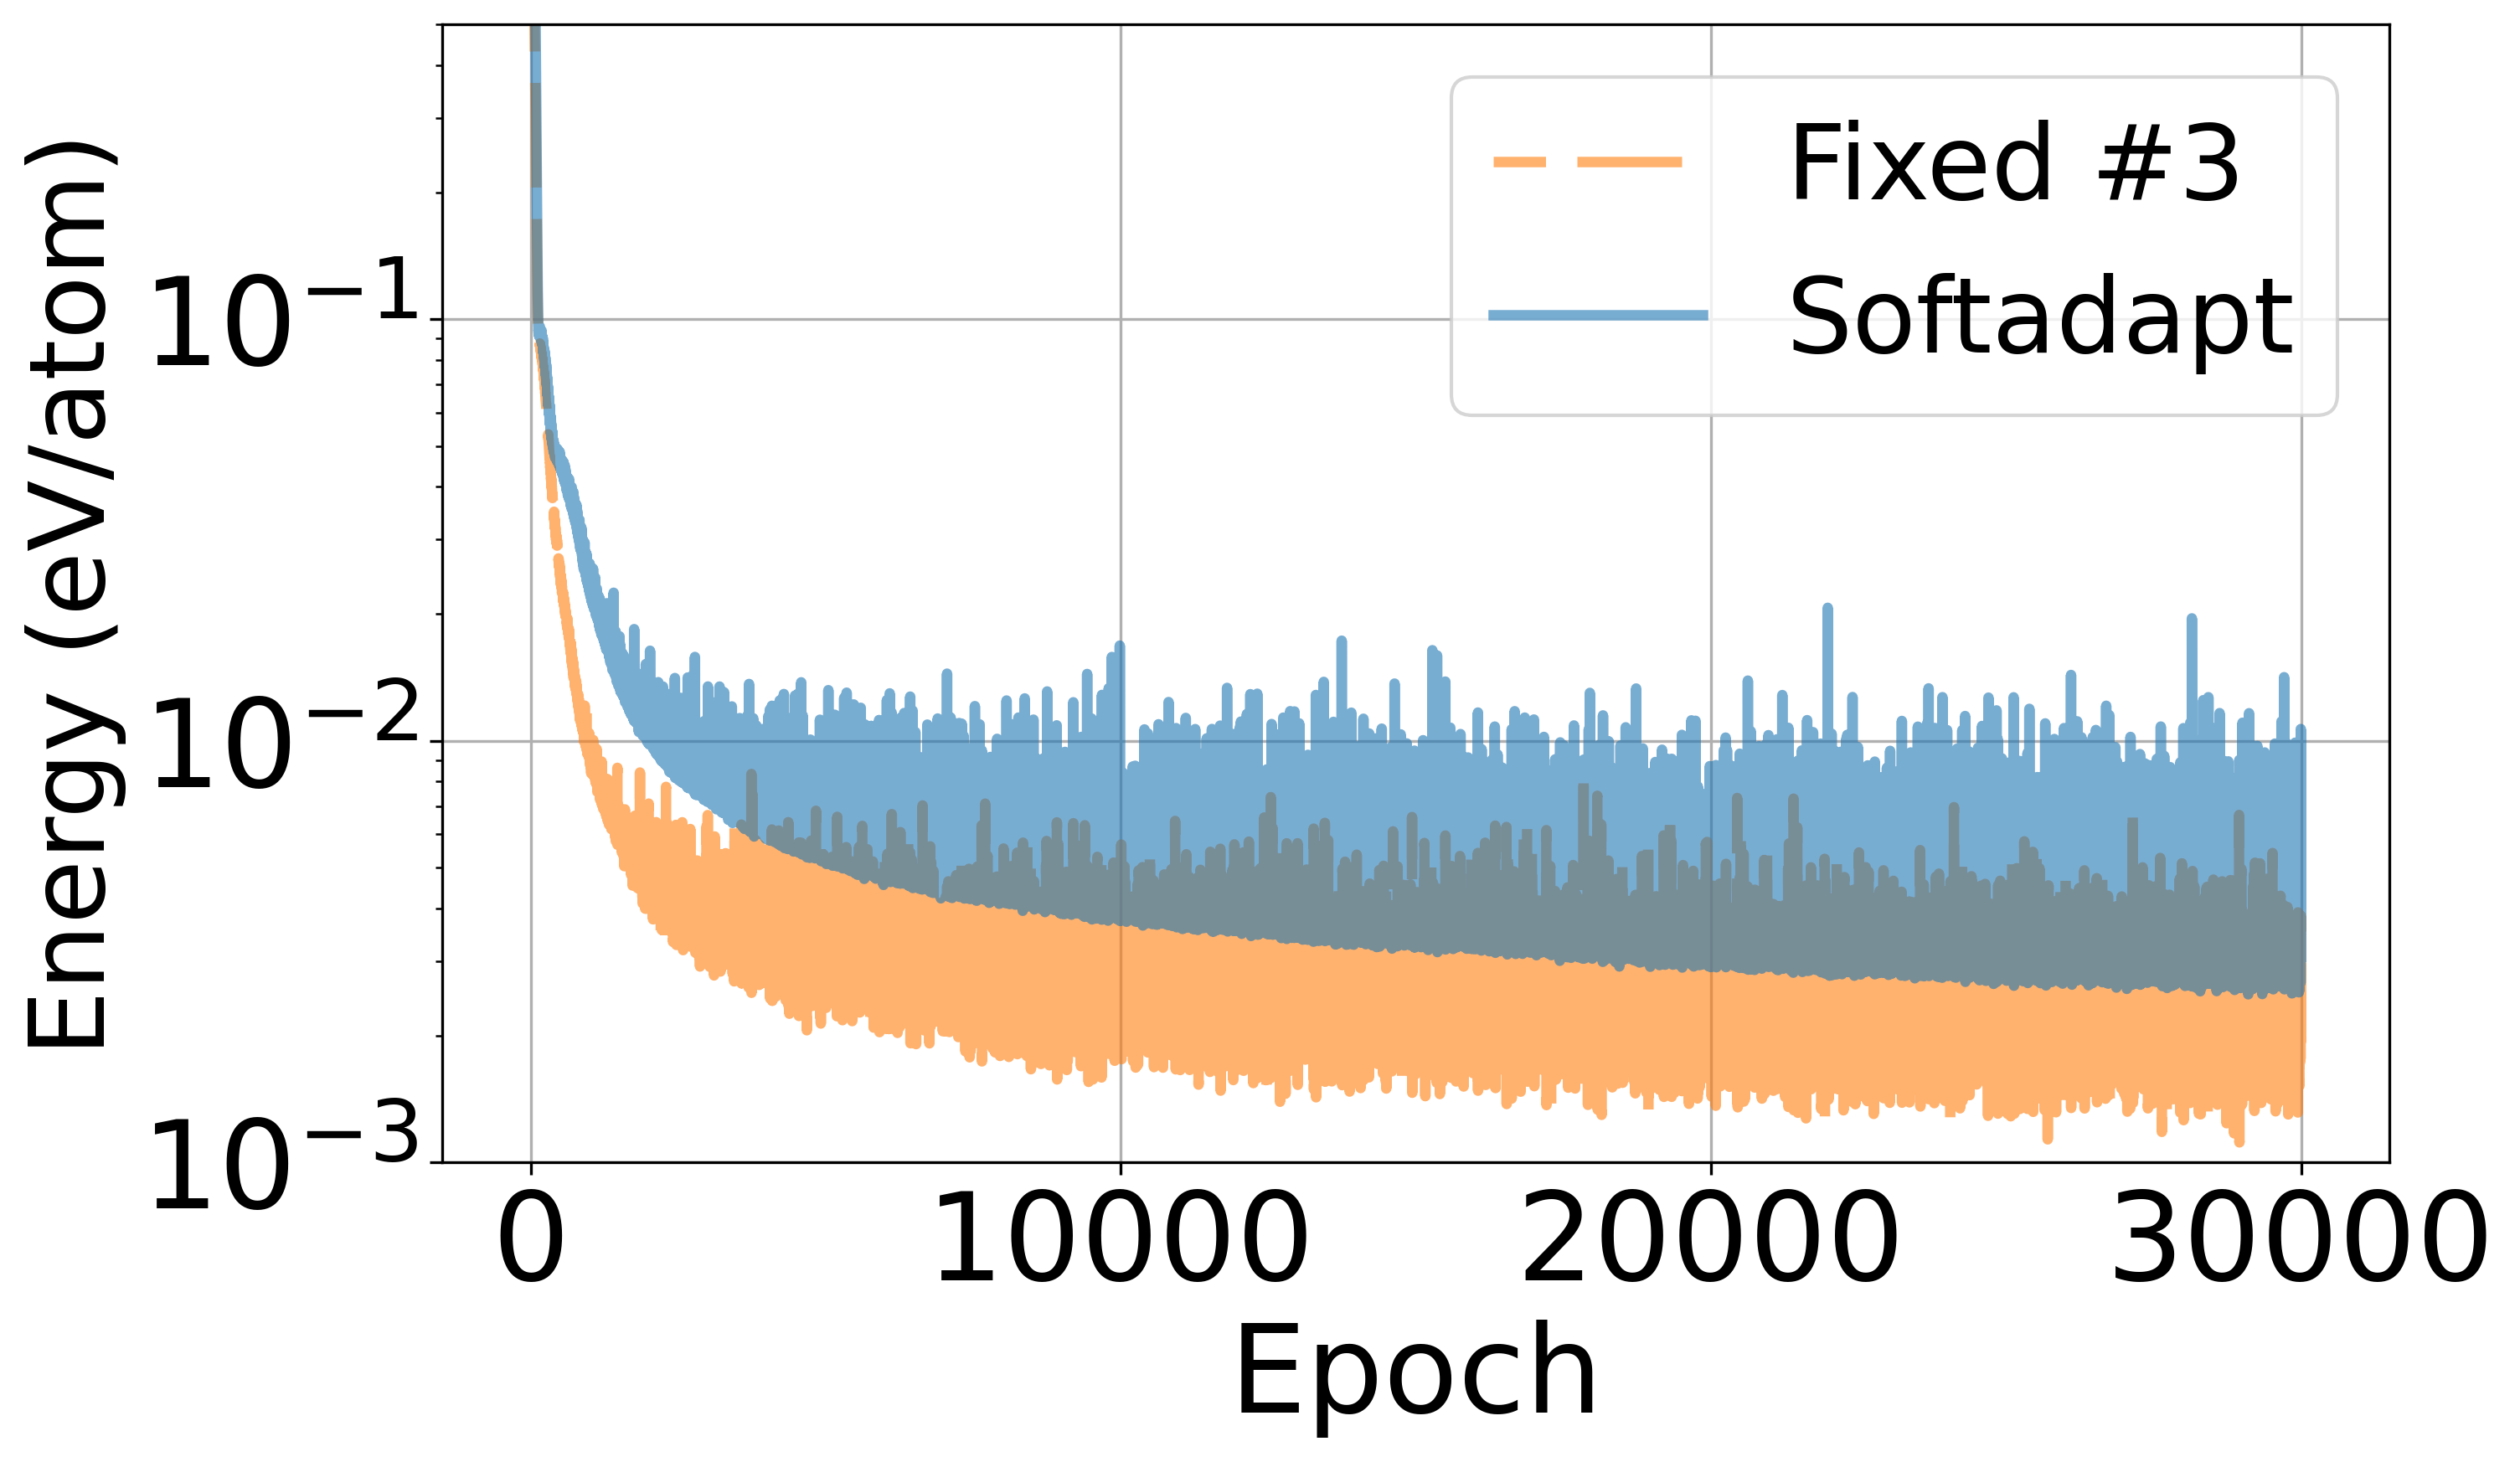 Energy (eV//atom)
10⁻¹
10⁻²
10⁻³
Fixed #3
Softadapt
0 10000 20000 30000
Epoch